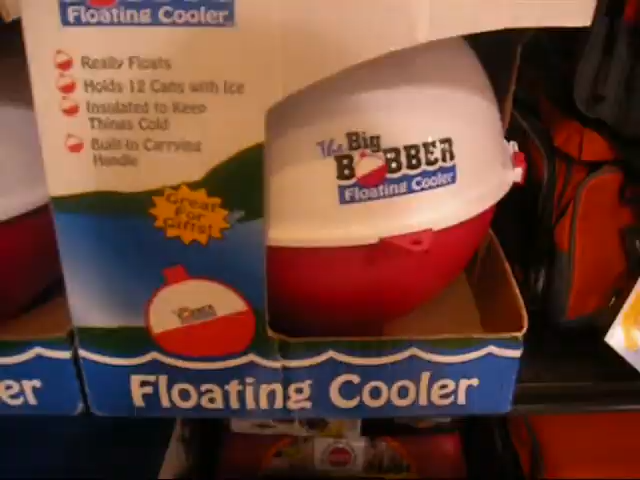 Floating Cooler
Really Floats
Holds 12 Cans with Ice
Insulated to Keep
Things Cold
Built-in Carrying
Handle
Great
For
Gifts!
The Big
BOBBER
Floating Cooler
Floating Cooler
er